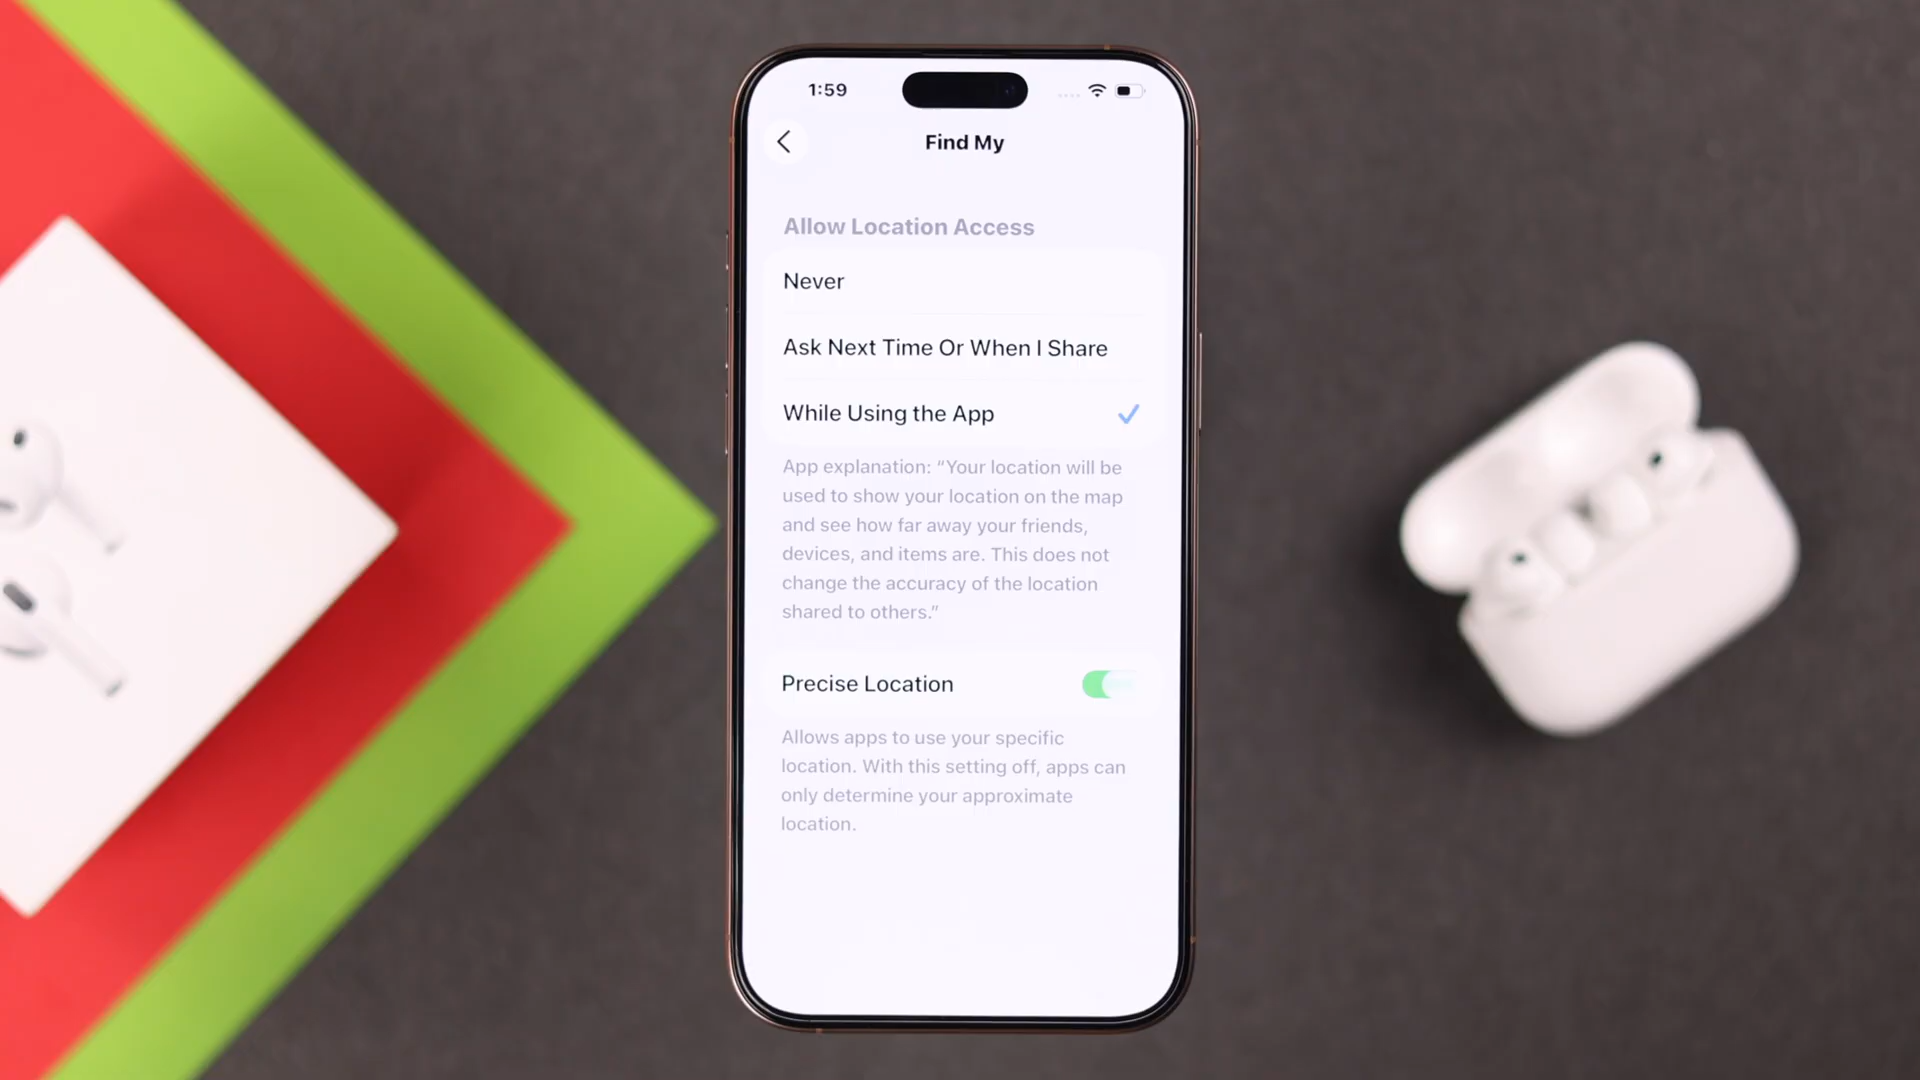 1:59
Find My
Allow Location Access
Never
Ask Next Time Or When I Share
While Using the App
App explanation: “Your location will be
used to show your location on the map
and see how far away your friends,
devices, and items are. This does not
change the accuracy of the location
shared to others.”
Precise Location
Allows apps to use your specific
location. With this setting off, apps can
only determine your approximate
location.